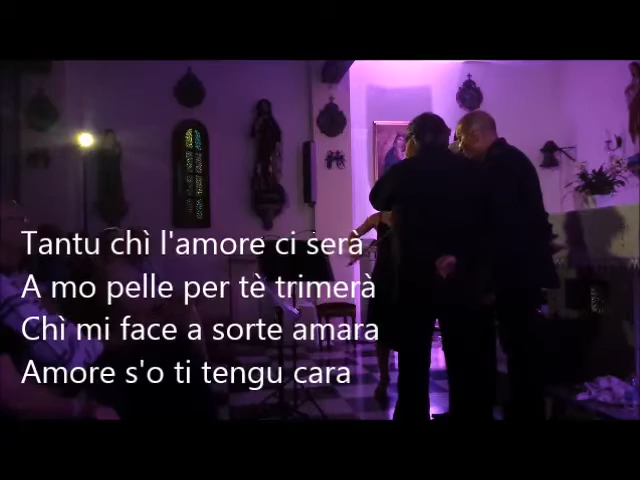 Tantu chì l'amore ci serà
A mo pelle per tè trimerà
Chì mi face a sorte amara
Amore s'o ti tengu cara